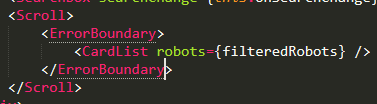 <Scroll>
<ErrorBoundary>
<CardList robots={filteredRobots} />
</ErrorBoundary>
</Scroll>